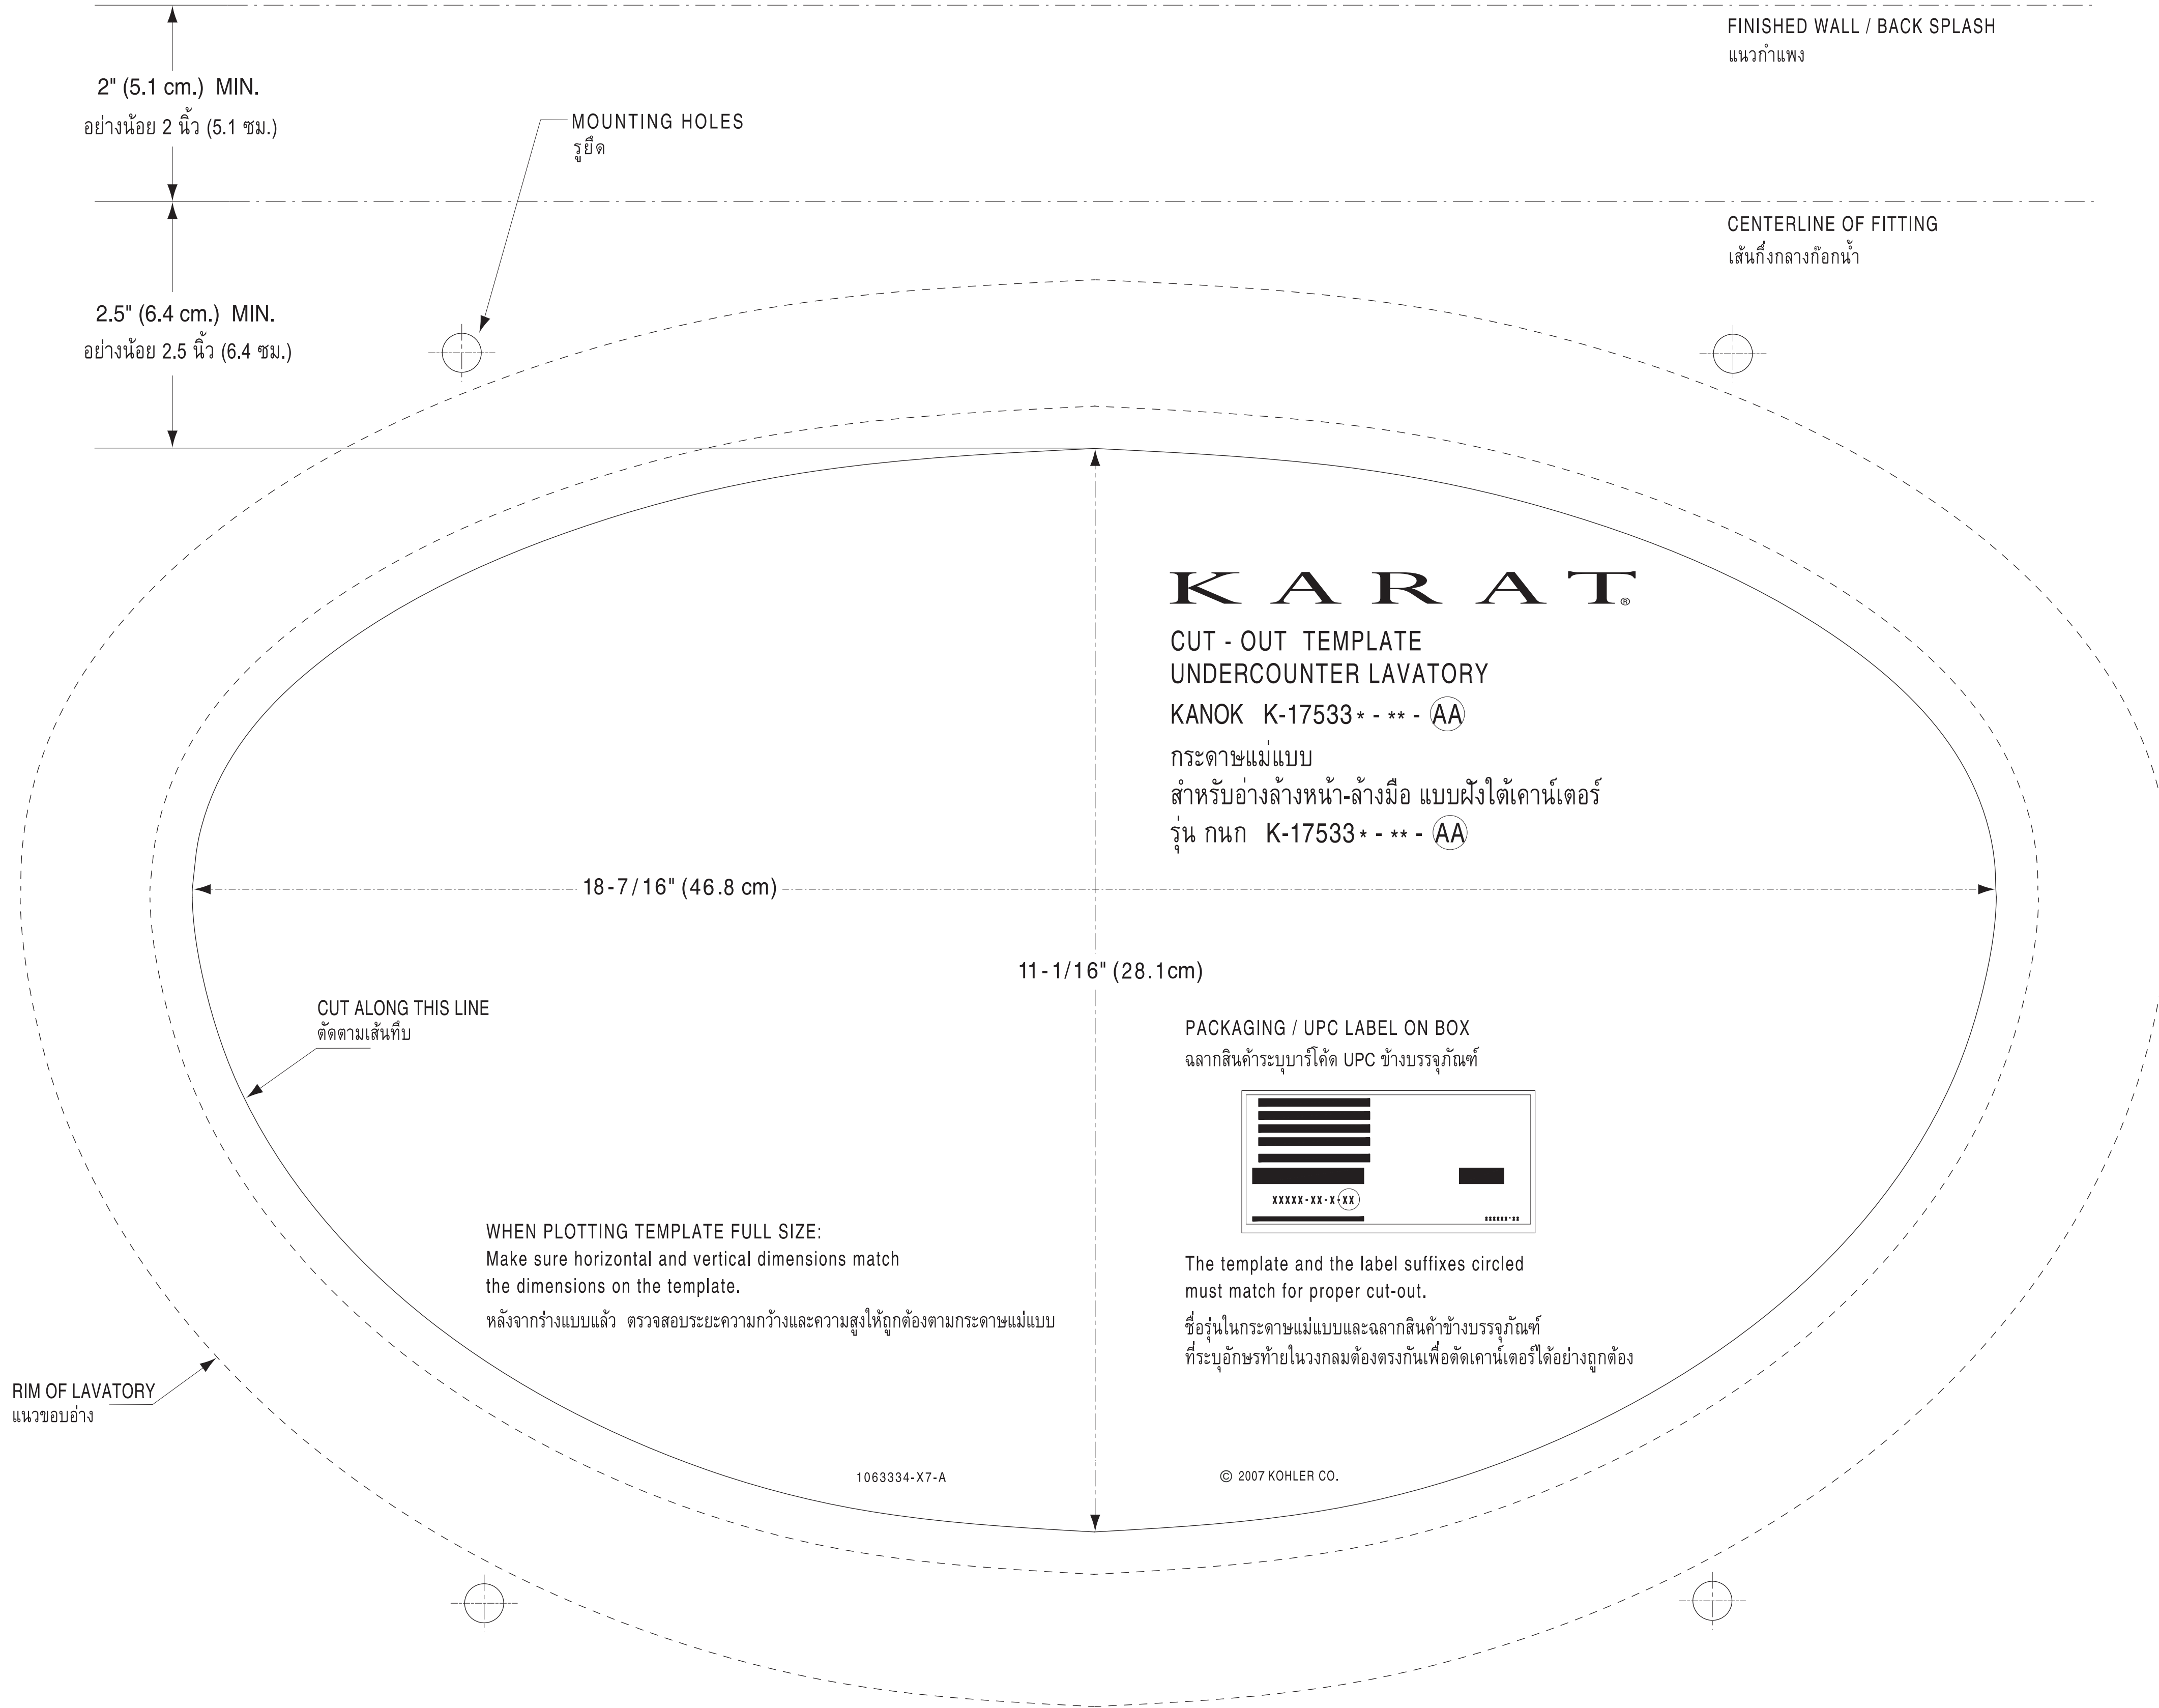 FINISHED WALL / BACK SPLASH
แนวกำแพง
2" (5.1 cm.) MIN.
อย่างน้อย 2 นิ้ว (5.1 ซม.)
MOUNTING HOLES
รูยึด
CENTERLINE OF FITTING
เส้นกึ่งกลางก๊อกน้ำ
2.5" (6.4 cm.) MIN.
อย่างน้อย 2.5 นิ้ว (6.4 ซม.)
KARAT®
CUT - OUT TEMPLATE
UNDERCOUNTER LAVATORY
KANOK K-17533* - ** - AA
กระดาษแม่แบบ
สำหรับอ่างล้างหน้า-ล้างมือ แบบฝังใต้เคาน์เตอร์
รุ่น กนก K-17533* - ** - AA
18-7/16" (46.8 cm)
11-1/16" (28.1cm)
CUT ALONG THIS LINE
ตัดตามเส้นทึบ
PACKAGING / UPC LABEL ON BOX
ฉลากสินค้าระบุบาร์โค้ด UPC ข้างบรรจุภัณฑ์
XXXXX-XX-X-XX
WHEN PLOTTING TEMPLATE FULL SIZE:
Make sure horizontal and vertical dimensions match
the dimensions on the template.
หลังจากร่างแบบแล้ว ตรวจสอบระยะความกว้างและความสูงให้ถูกต้องตามกระดาษแม่แบบ
The template and the label suffixes circled
must match for proper cut-out.
ชื่อรุ่นในกระดาษแม่แบบและฉลากสินค้าข้างบรรจุภัณฑ์
ที่ระบุอักษรท้ายในวงกลมต้องตรงกันเพื่อตัดเคาน์เตอร์ได้อย่างถูกต้อง
RIM OF LAVATORY
แนวขอบอ่าง
1063334-X7-A
© 2007 KOHLER CO.